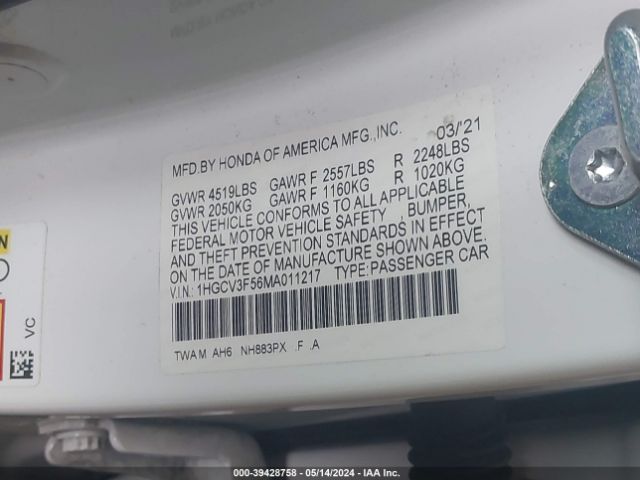 MFD.BY HONDA OF AMERICA MFG.,INC. 03/'21
GVWR 4519LBS GAWR F 2557LBS R 2248LBS
GVWR 2050KG GAWR F 1160KG R 1020KG
THIS VEHICLE CONFORMS TO ALL APPLICABLE
FEDERAL MOTOR VEHICLE SAFETY , BUMPER,
AND THEFT PREVENTION STANDARDS IN EFFECT
ON THE DATE OF MANUFACTURE SHOWN ABOVE.
V.I.N.: 1HGCV3F56MA011217 TYPE:PASSENGER CAR
TWAM AH6 NH883PX .F .A
VC
000-39428758 - 05/14/2024 - IAA Inc.